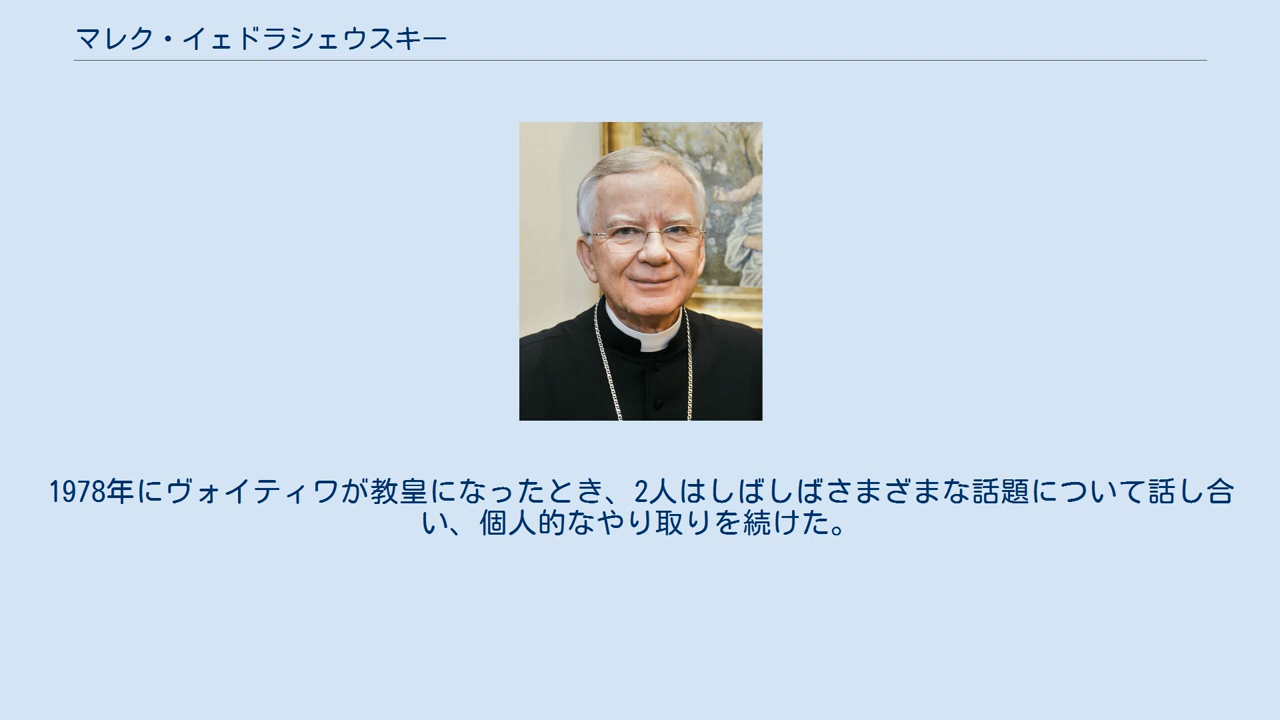 マレク・イェドラシェウスキー
1978年にヴォイティワが教皇になったとき、2人はしばしばさまざまな話題について話し合
い、個人的なやり取りを続けた。